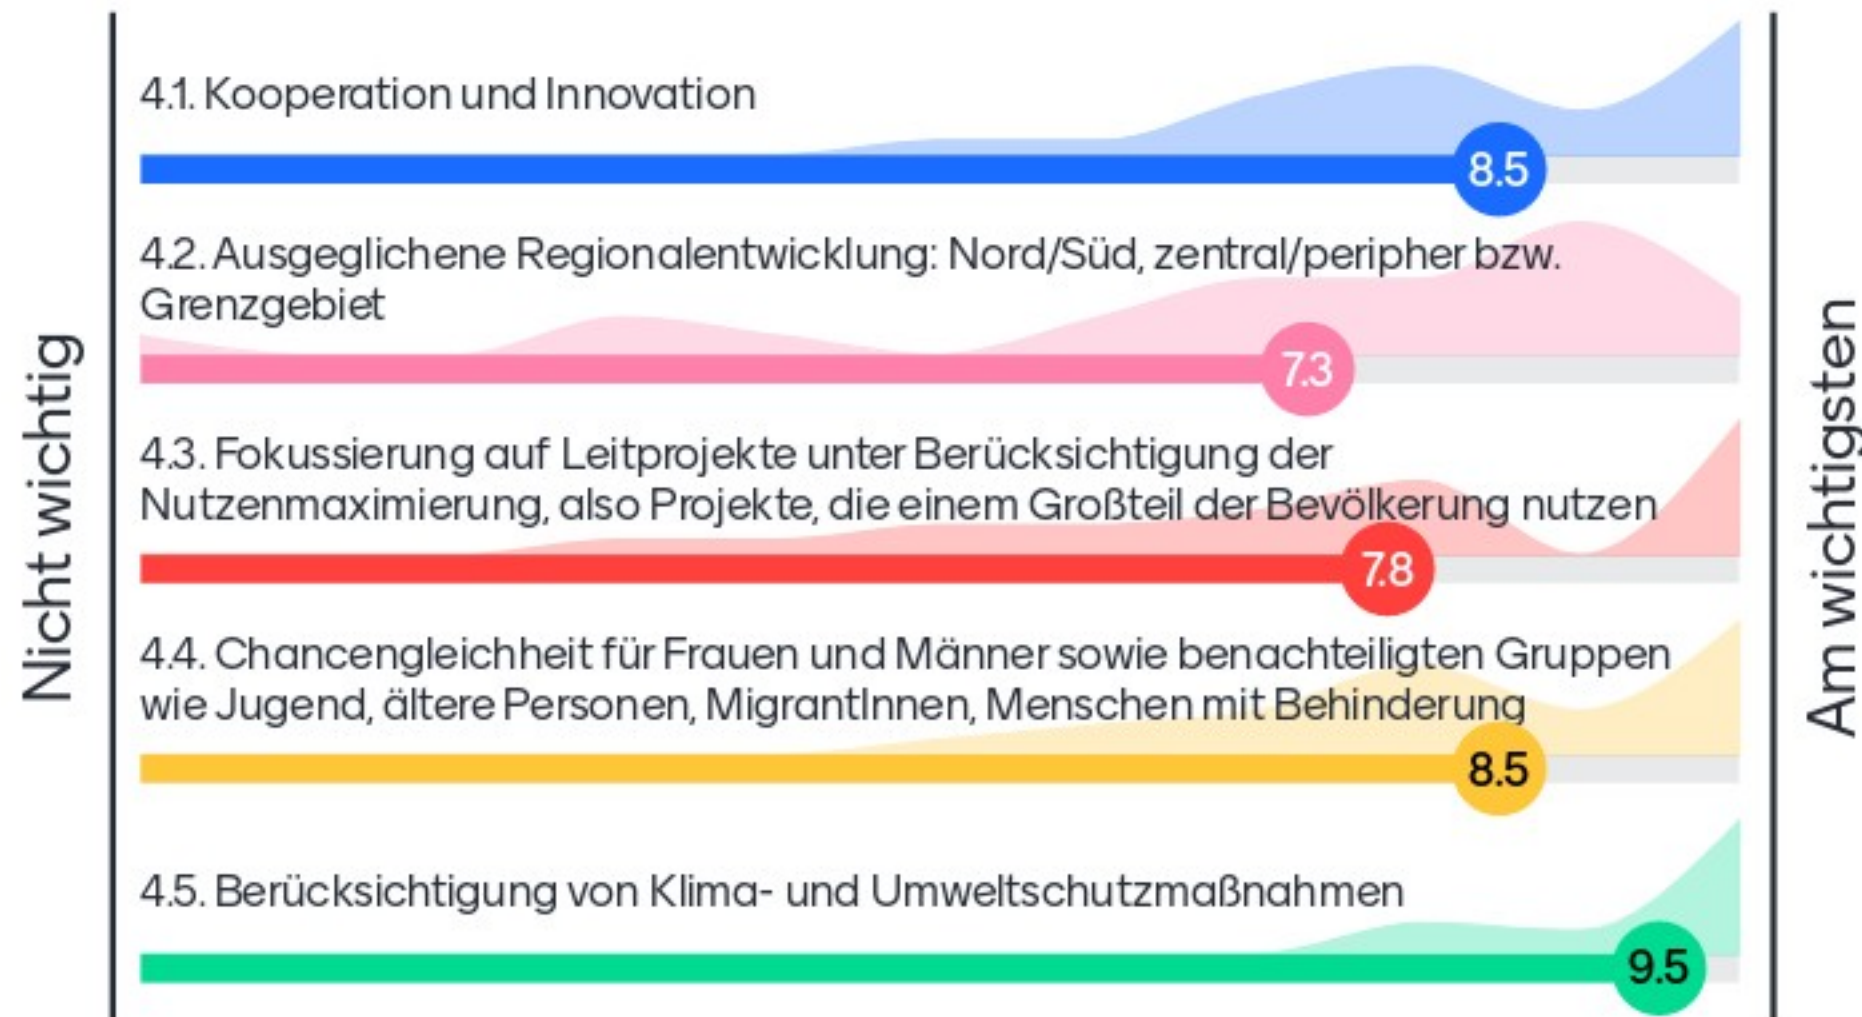 Nicht wichtig
4.1. Kooperation und Innovation
8.5
4.2. Ausgeglichene Regionalentwicklung: Nord/Süd, zentral/peripher bzw.
Grenzgebiet
7.3
4.3. Fokussierung auf Leitprojekte unter Berücksichtigung der
Nutzenmaximierung, also Projekte, die einem Großteil der Bevölkerung nutzen
7.8
4.4. Chancengleichheit für Frauen und Männer sowie benachteiligten Gruppen
wie Jugend, ältere Personen, MigrantInnen, Menschen mit Behinderung
8.5
4.5. Berücksichtigung von Klima- und Umweltschutzmaßnahmen
9.5
Am wichtigsten